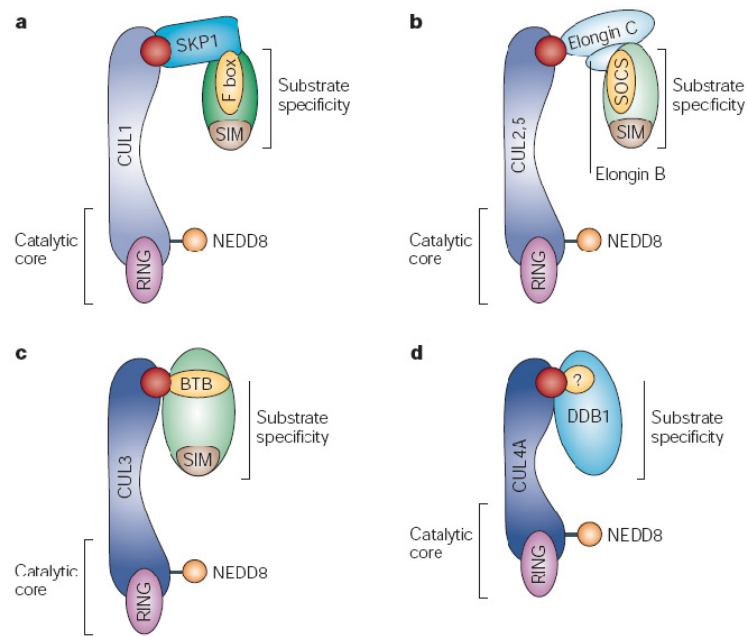 a
SKP1
F box
SIM
Substrate
specificity
CUL1
Catalytic
core
RING
NEDD8
b
Elongin C
SOCS
SIM
Elongin B
Substrate
specificity
CUL2,5
Catalytic
core
RING
NEDD8
c
BTB
SIM
Substrate
specificity
CUL3
Catalytic
core
RING
NEDD8
d
?
DDB1
Substrate
specificity
CUL4A
Catalytic
core
RING
NEDD8